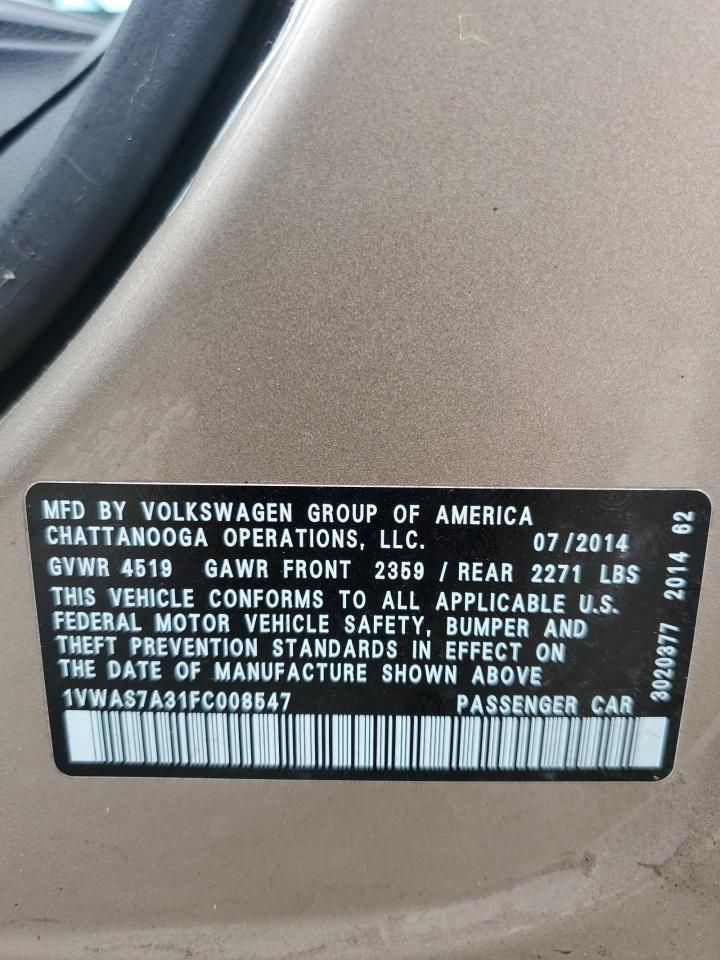 MFD BY VOLKSWAGEN GROUP OF AMERICA
CHATTANOOGA OPERATIONS, LLC. 07/2014
GVWR 4519 GAWR FRONT 2359 / REAR 2271 LBS
THIS VEHICLE CONFORMS TO ALL APPLICABLE U.S.
FEDERAL MOTOR VEHICLE SAFETY, BUMPER AND
THEFT PREVENTION STANDARDS IN EFFECT ON
THE DATE OF MANUFACTURE SHOWN ABOVE
1VWAS7A31FC008547 PASSENGER CAR
3020377 2014 62